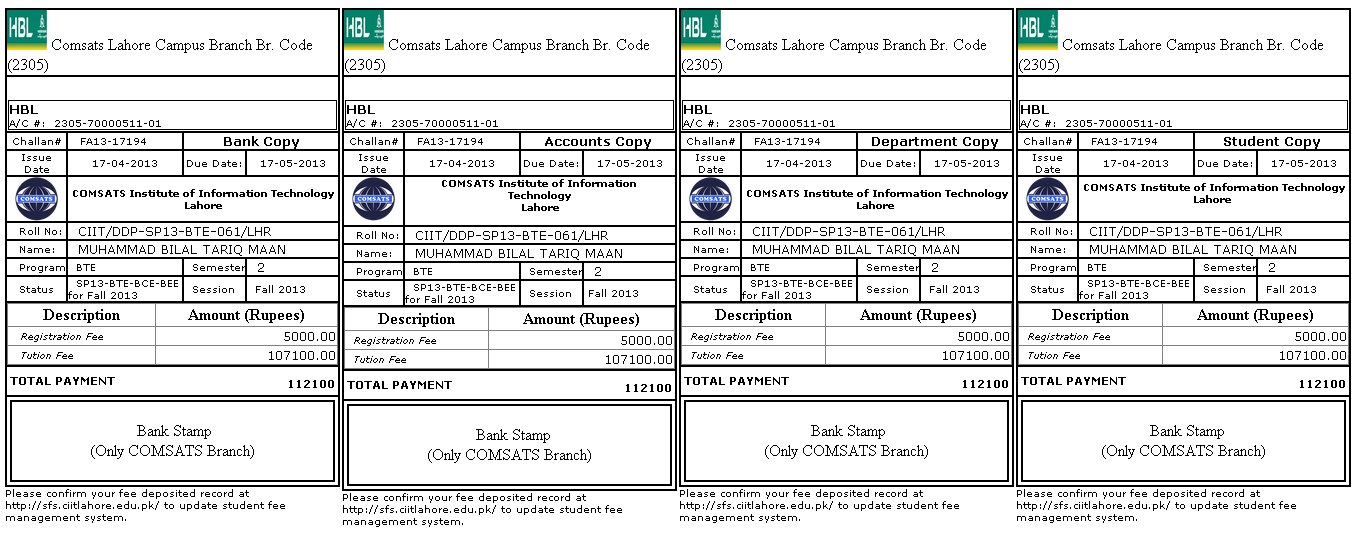 HBL Comsats Lahore Campus Branch Br. Code
(2305)
HBL
A/C #: 2305-70000511-01
Challan# FA13-17194 Bank Copy
Issue Date 17-04-2013 Due Date: 17-05-2013
COMSATS
COMSATS Institute of Information Technology
Lahore
Roll No: CIIT/DDP-SP13-BTE-061/LHR
Name: MUHAMMAD BILAL TARIQ MAAN
Program BTE Semester 2
Status SP13-BTE-BCE-BEE for Fall 2013 Session Fall 2013
Description Amount (Rupees)
Registration Fee 5000.00
Tution Fee 107100.00
TOTAL PAYMENT 112100
Bank Stamp
(Only COMSATS Branch)
Please confirm your fee deposited record at
http://sfs.ciitlahore.edu.pk/ to update student fee
management system.
HBL Comsats Lahore Campus Branch Br. Code
(2305)
HBL
A/C #: 2305-70000511-01
Challan# FA13-17194 Accounts Copy
Issue Date 17-04-2013 Due Date: 17-05-2013
COMSATS
COMSATS Institute of Information
Technology
Lahore
Roll No: CIIT/DDP-SP13-BTE-061/LHR
Name: MUHAMMAD BILAL TARIQ MAAN
Program BTE Semester 2
Status SP13-BTE-BCE-BEE for Fall 2013 Session Fall 2013
Description Amount (Rupees)
Registration Fee 5000.00
Tution Fee 107100.00
TOTAL PAYMENT 112100
Bank Stamp
(Only COMSATS Branch)
Please confirm your fee deposited record at
http://sfs.ciitlahore.edu.pk/ to update student fee
management system.
HBL Comsats Lahore Campus Branch Br. Code
(2305)
HBL
A/C #: 2305-70000511-01
Challan# FA13-17194 Department Copy
Issue Date 17-04-2013 Due Date: 17-05-2013
COMSATS
COMSATS Institute of Information Technology
Lahore
Roll No: CIIT/DDP-SP13-BTE-061/LHR
Name: MUHAMMAD BILAL TARIQ MAAN
Program BTE Semester 2
Status SP13-BTE-BCE-BEE for Fall 2013 Session Fall 2013
Description Amount (Rupees)
Registration Fee 5000.00
Tution Fee 107100.00
TOTAL PAYMENT 112100
Bank Stamp
(Only COMSATS Branch)
Please confirm your fee deposited record at
http://sfs.ciitlahore.edu.pk/ to update student fee
management system.
HBL Comsats Lahore Campus Branch Br. Code
(2305)
HBL
A/C #: 2305-70000511-01
Challan# FA13-17194 Student Copy
Issue Date 17-04-2013 Due Date: 17-05-2013
COMSATS
COMSATS Institute of Information Technology
Lahore
Roll No: CIIT/DDP-SP13-BTE-061/LHR
Name: MUHAMMAD BILAL TARIQ MAAN
Program BTE Semester 2
Status SP13-BTE-BCE-BEE for Fall 2013 Session Fall 2013
Description Amount (Rupees)
Registration Fee 5000.00
Tution Fee 107100.00
TOTAL PAYMENT 112100
Bank Stamp
(Only COMSATS Branch)
Please confirm your fee deposited record at
http://sfs.ciitlahore.edu.pk/ to update student fee
management system.